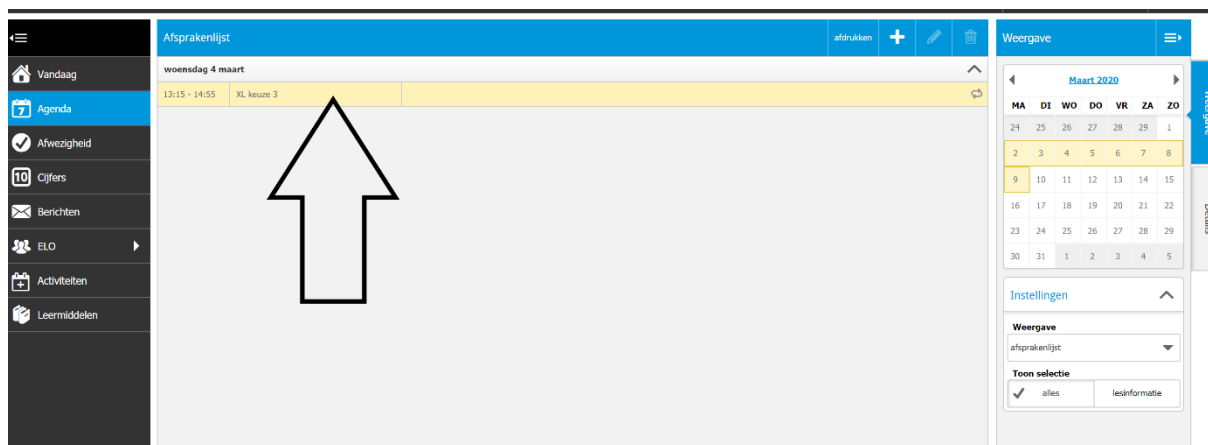 Afsprakenlijst
afdrukken
Weergave
Vandaag
7 Agenda
Afwezigheid
10 Cijfers
Berichten
ELO
Activiteiten
Leermiddelen
woensdag 4 maart
13:15 - 14:55 XL keuze 3
Maart 2020
MA DI WO DO VR ZA ZO
24 25 26 27 28 29 1
2 3 4 5 6 7 8
9 10 11 12 13 14 15
16 17 18 19 20 21 22
23 24 25 26 27 28 29
30 31 1 2 3 4 5
Instellingen
Weergave
afsprakenlijst
Toon selectie
alles lesinformatie
Weergave
Details